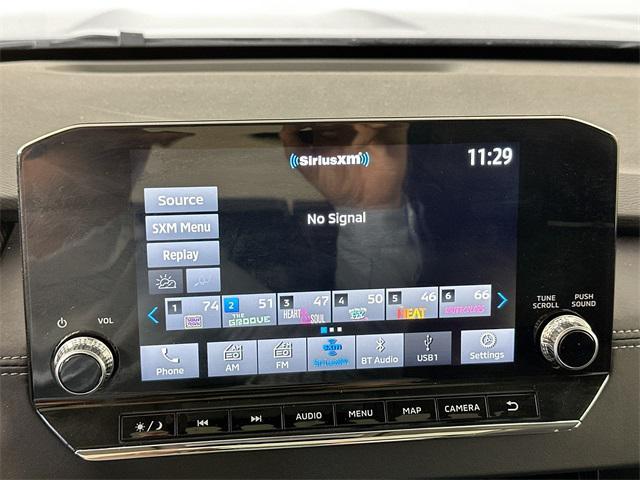 SiriusXM
11:29
Source
No Signal
SXM Menu
Replay
1 74 2 51 3 47 4 50 5 46 6 66
THE GROOVE HEART & SOUL HEAT
TUNE SCROLL
PUSH SOUND
VOL
Phone AM FM SXM BT Audio USB1 Settings
AUDIO MENU MAP CAMERA